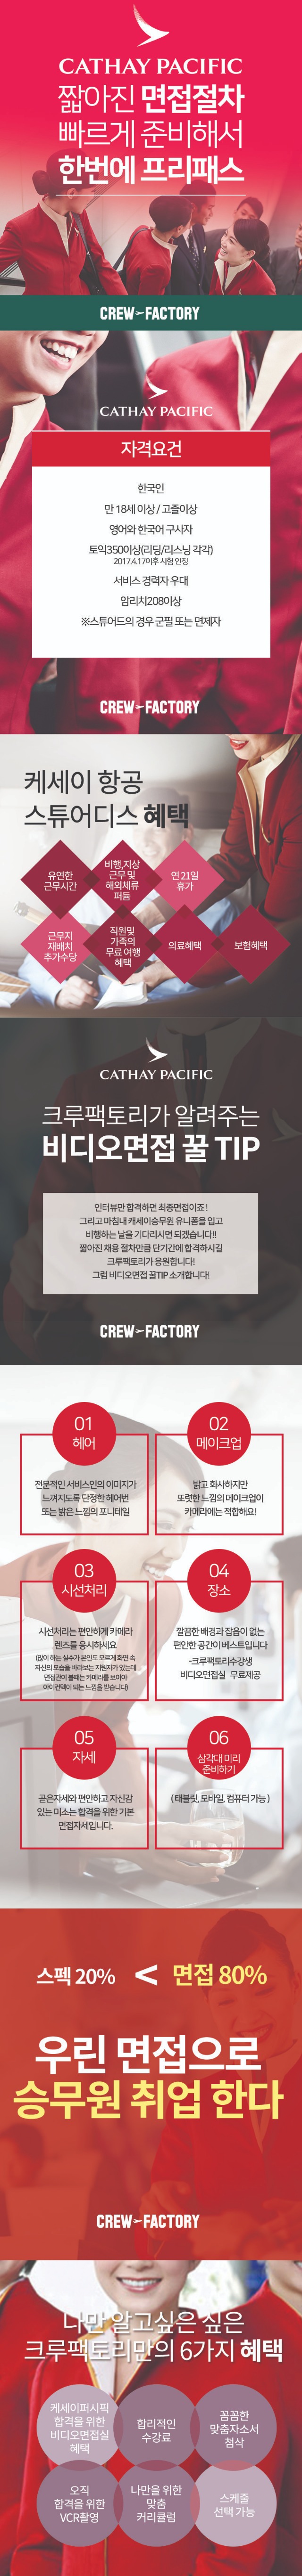 CATHAY PACIFIC
짧아진 면접절차
빠르게 준비해서
한번에 프리패스
CREW FACTORY
CATHAY PACIFIC
자격요건
한국인
만 18세 이상 / 고졸이상
영어와 한국어 구사자
토익350이상(리딩/리스닝 각각)
2017.4.17이후 시험 인정
서비스 경력자 우대
암리치208이상
※스튜어드의 경우 군필 또는 면제자
CREW FACTORY
케세이 항공
스튜어디스 혜택
유연한
근무시간
비행,지상
근무 및
해외체류
퍼듐
연 21일
휴가
근무지
재배치
추가수당
직원및
가족의
무료 여행
혜택
의료혜택
보험혜택
CATHAY PACIFIC
크루팩토리가 알려주는
비디오면접 꿀 TIP
인터뷰만 합격하면 최종면접이죠 !
그리고 마침내 캐세이승무원 유니폼을 입고
비행하는 날을 기다리시면 되겠습니다!!
짧아진 채용 절차만큼 단기간에 합격하시길
크루팩토리가 응원합니다!
그럼 비디오면접 꿀TIP 소개합니다!
CREW FACTORY
01
헤어
전문적인 서비스인의 이미지가
느껴지도록 단정한 헤어번
또는 밝은 느낌의 포니테일
02
메이크업
밝고 화사하지만
또렷한 느낌의 메이크업이
카메라에는 적합해요!
03
시선처리
시선처리는 편안하게 카메라
렌즈를 응시하세요.
(많이 하는 실수가 본인도 모르게 화면 속
자신의 모습을 바라보는 지원자가 있는데
면접관이 볼때는 카메라를 보아야
아이컨텍이 되는 느낌을 받습니다)
04
장소
깔끔한 배경과 잡음이 없는
편안한 공간이 베스트입니다
-크루팩토리수강생
비디오면접실 무료제공
05
자세
곧은자세와 편안하고 자신감
있는 미소는 합격을 위한 기본
면접자세입니다.
06
삼각대 미리
준비하기
( 태블릿, 모바일, 컴퓨터 가능 )
스펙 20% < 면접 80%
우린 면접으로
승무원 취업 한다
CREW FACTORY
나만 알고싶은 싶은
크루팩토리만의 6가지 혜택
케세이퍼시픽
합격을 위한
비디오면접실
혜택
합리적인
수강료
꼼꼼한
맞춤자소서
첨삭
오직
합격을 위한
VCR촬영
나만을 위한
맞춤
커리큘럼
스케줄
선택 가능